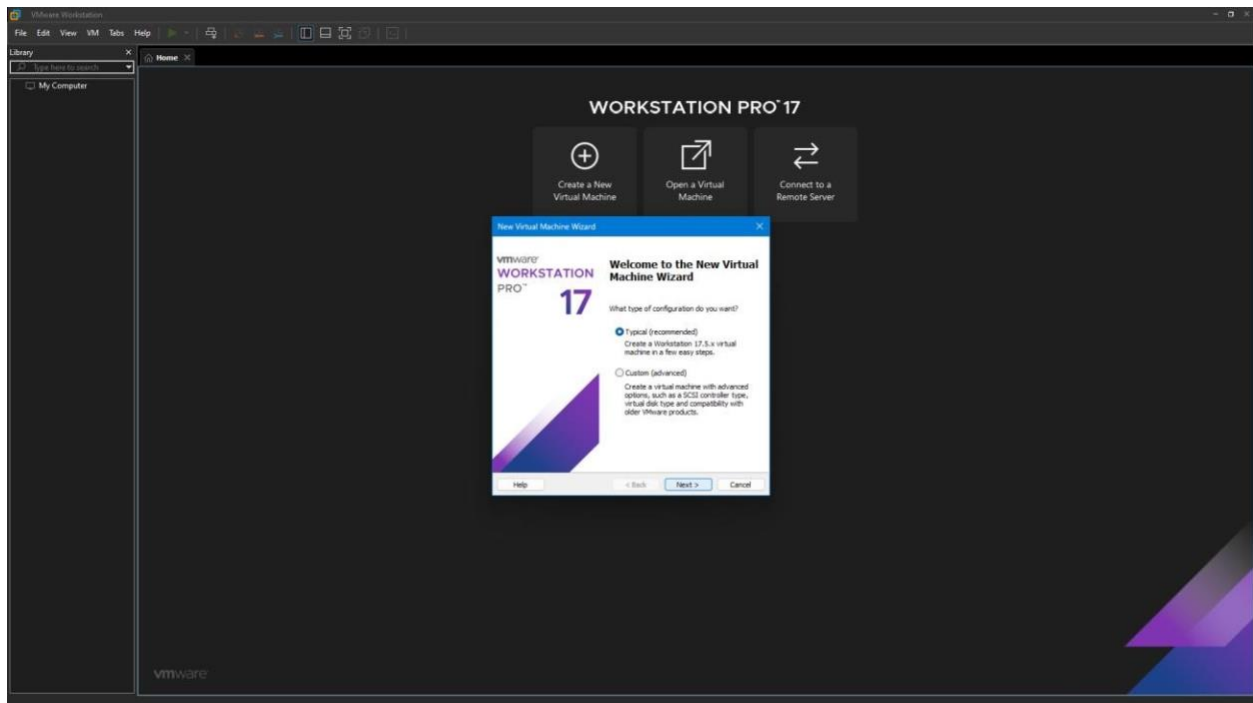 VMware Workstation
File Edit View VM Tabs Help
Library
Type here to search
My Computer
Home
WORKSTATION PRO™ 17
Create a New
Virtual Machine
Open a Virtual
Machine
Connect to a
Remote Server
New Virtual Machine Wizard
vmware
WORKSTATION
PRO™
17
Welcome to the New Virtual
Machine Wizard
What type of configuration do you want?
Typical (recommended)
Create a Workstation 17.5.x virtual
machine in a few easy steps.
Custom (advanced)
Create a virtual machine with advanced
options, such as a SCSI controller type,
virtual disk type and compatibility with
older VMware products.
Help
< Back
Next >
Cancel
vmware